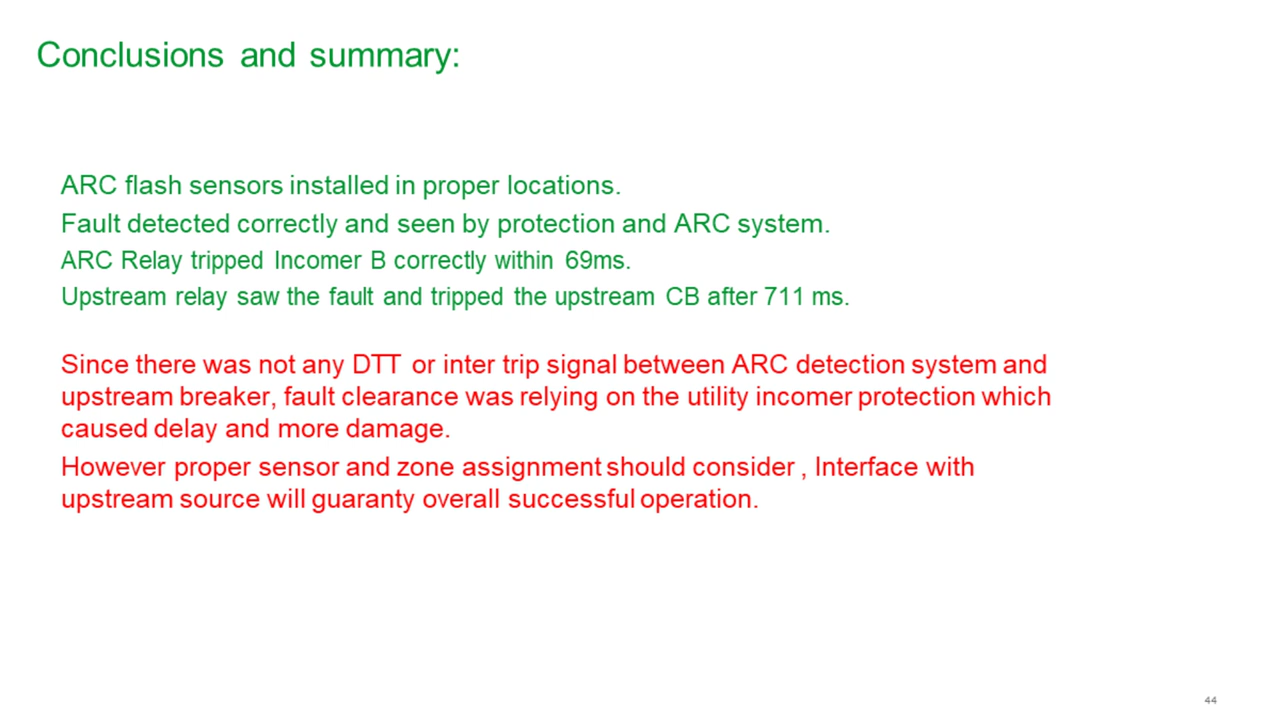 Conclusions and summary:
ARC flash sensors installed in proper locations.
Fault detected correctly and seen by protection and ARC system.
ARC Relay tripped Incomer B correctly within 69ms.
Upstream relay saw the fault and tripped the upstream CB after 711 ms.
Since there was not any DTT or inter trip signal between ARC detection system and
upstream breaker, fault clearance was relying on the utility incomer protection which
caused delay and more damage.
However proper sensor and zone assignment should consider , Interface with
upstream source will guaranty overall successful operation.
44